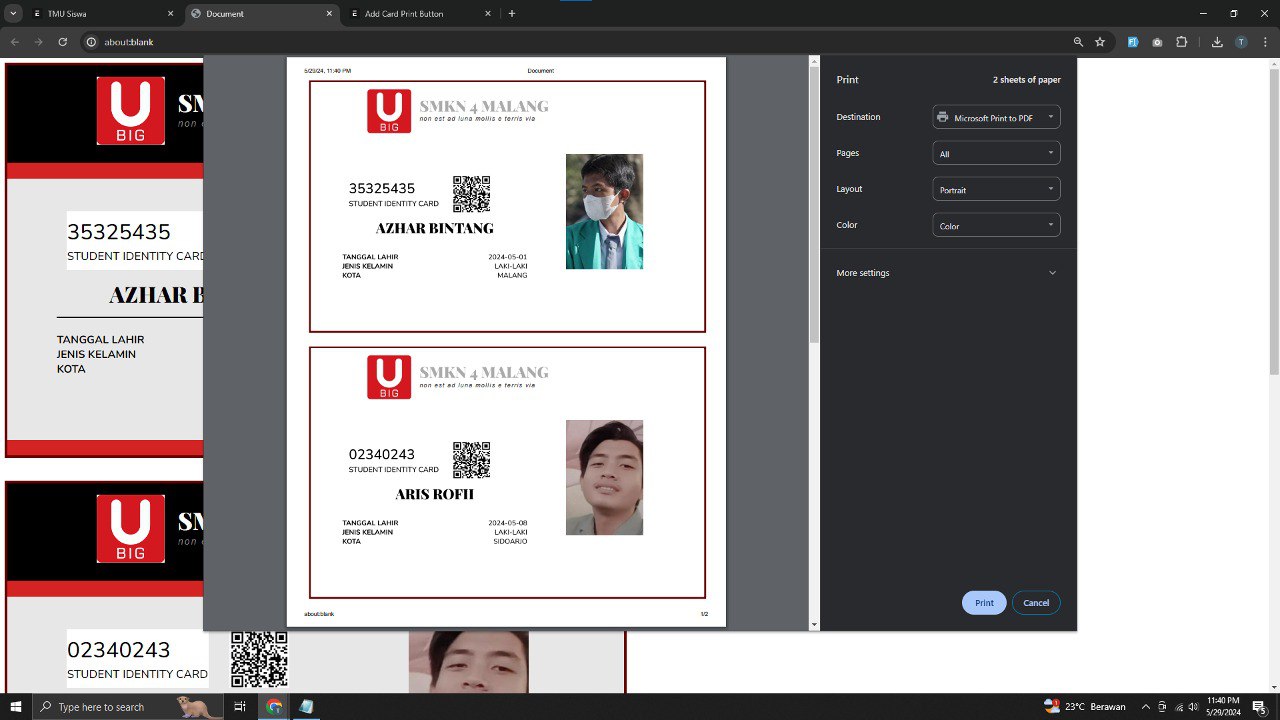 TMU Siswa
Document
Add Card Print Button
about:blank
T
U
BIG
35325435
STUDENT IDENTITY CARD
AZHAR B
TANGGAL LAHIR
JENIS KELAMIN
KOTA
U
BIG
02340243
STUDENT IDENTITY CARD
5/29/24, 11:40 PM
Document
U
BIG
SMKN 4 MALANG
non est ad luna mollis e terris via
35325435
STUDENT IDENTITY CARD
AZHAR BINTANG
TANGGAL LAHIR 2024-05-01
JENIS KELAMIN LAKI-LAKI
KOTA MALANG
U
BIG
SMKN 4 MALANG
non est ad luna mollis e terris via
02340243
STUDENT IDENTITY CARD
ARIS ROFII
TANGGAL LAHIR 2024-05-08
JENIS KELAMIN LAKI-LAKI
KOTA SIDOARJO
about:blank
1/2
Print 2 sheets of paper
Destination Microsoft Print to PDF
Pages All
Layout Portrait
Color Color
More settings
Print Cancel
Type here to search
23°C Berawan
11:40 PM
5/29/2024